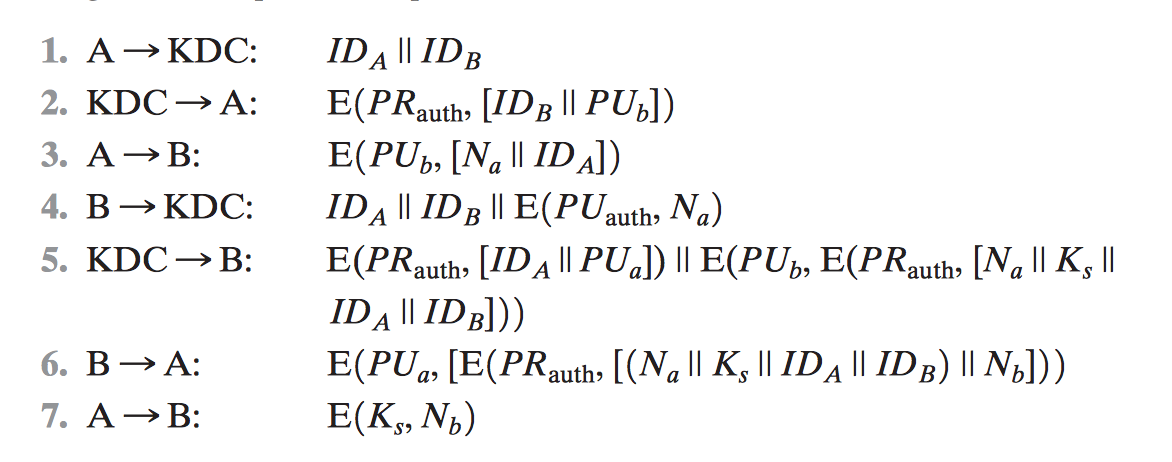 1. A → KDC: ID_A || ID_B
2. KDC → A: E(PR_auth, [ID_B || PU_b])
3. A → B: E(PU_b, [N_a || ID_A])
4. B → KDC: ID_A || ID_B || E(PU_auth, N_a)
5. KDC → B: E(PR_auth, [ID_A || PU_a]) || E(PU_b, E(PR_auth, [N_a || K_s ||
ID_A || ID_B]))
6. B → A: E(PU_a, [E(PR_auth, [(N_a || K_s || ID_A || ID_B) || N_b]))
7. A → B: E(K_s, N_b)